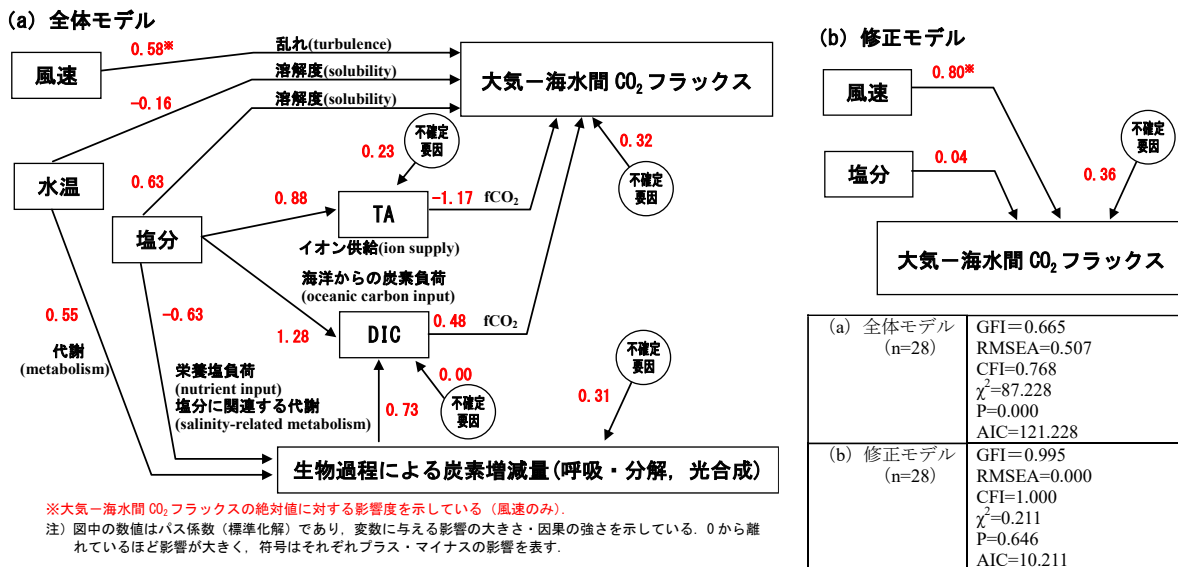 (a) 全体モデル
風速
0.58※
乱れ(turbulence)
溶解度(solubility)
-0.16
溶解度(solubility)
大気－海水間 CO₂ フラックス
水温
0.63
塩分
0.88
不確定
要因
0.23
TA
-1.17
fCO₂
0.32
不確定
要因
イオン供給(ion supply)
海洋からの炭素負荷
(oceanic carbon input)
1.28
DIC
0.48
fCO₂
0.55
代謝
(metabolism)
-0.63
栄養塩負荷
(nutrient input)
塩分に関連する代謝
(salinity-related metabolism)
0.73
0.00
不確定
要因
0.31
不確定
要因
生物過程による炭素増減量(呼吸・分解，光合成)
※大気－海水間 CO₂ フラックスの絶対値に対する影響度を示している（風速のみ）．
注）図中の数値はパス係数（標準化解）であり，変数に与える影響の大きさ・因果の強さを示している．0 から離
れているほど影響が大きく，符号はそれぞれプラス・マイナスの影響を表す．
(b) 修正モデル
風速
0.80※
塩分
0.04
不確定
要因
0.36
大気－海水間 CO₂ フラックス
(a) 全体モデル
(n=28)
GFI＝0.665
RMSEA=0.507
CFI=0.768
χ²=87.228
P=0.000
AIC=121.228
(b) 修正モデル
(n=28)
GFI=0.995
RMSEA=0.000
CFI=1.000
χ²=0.211
P=0.646
AIC=10.211